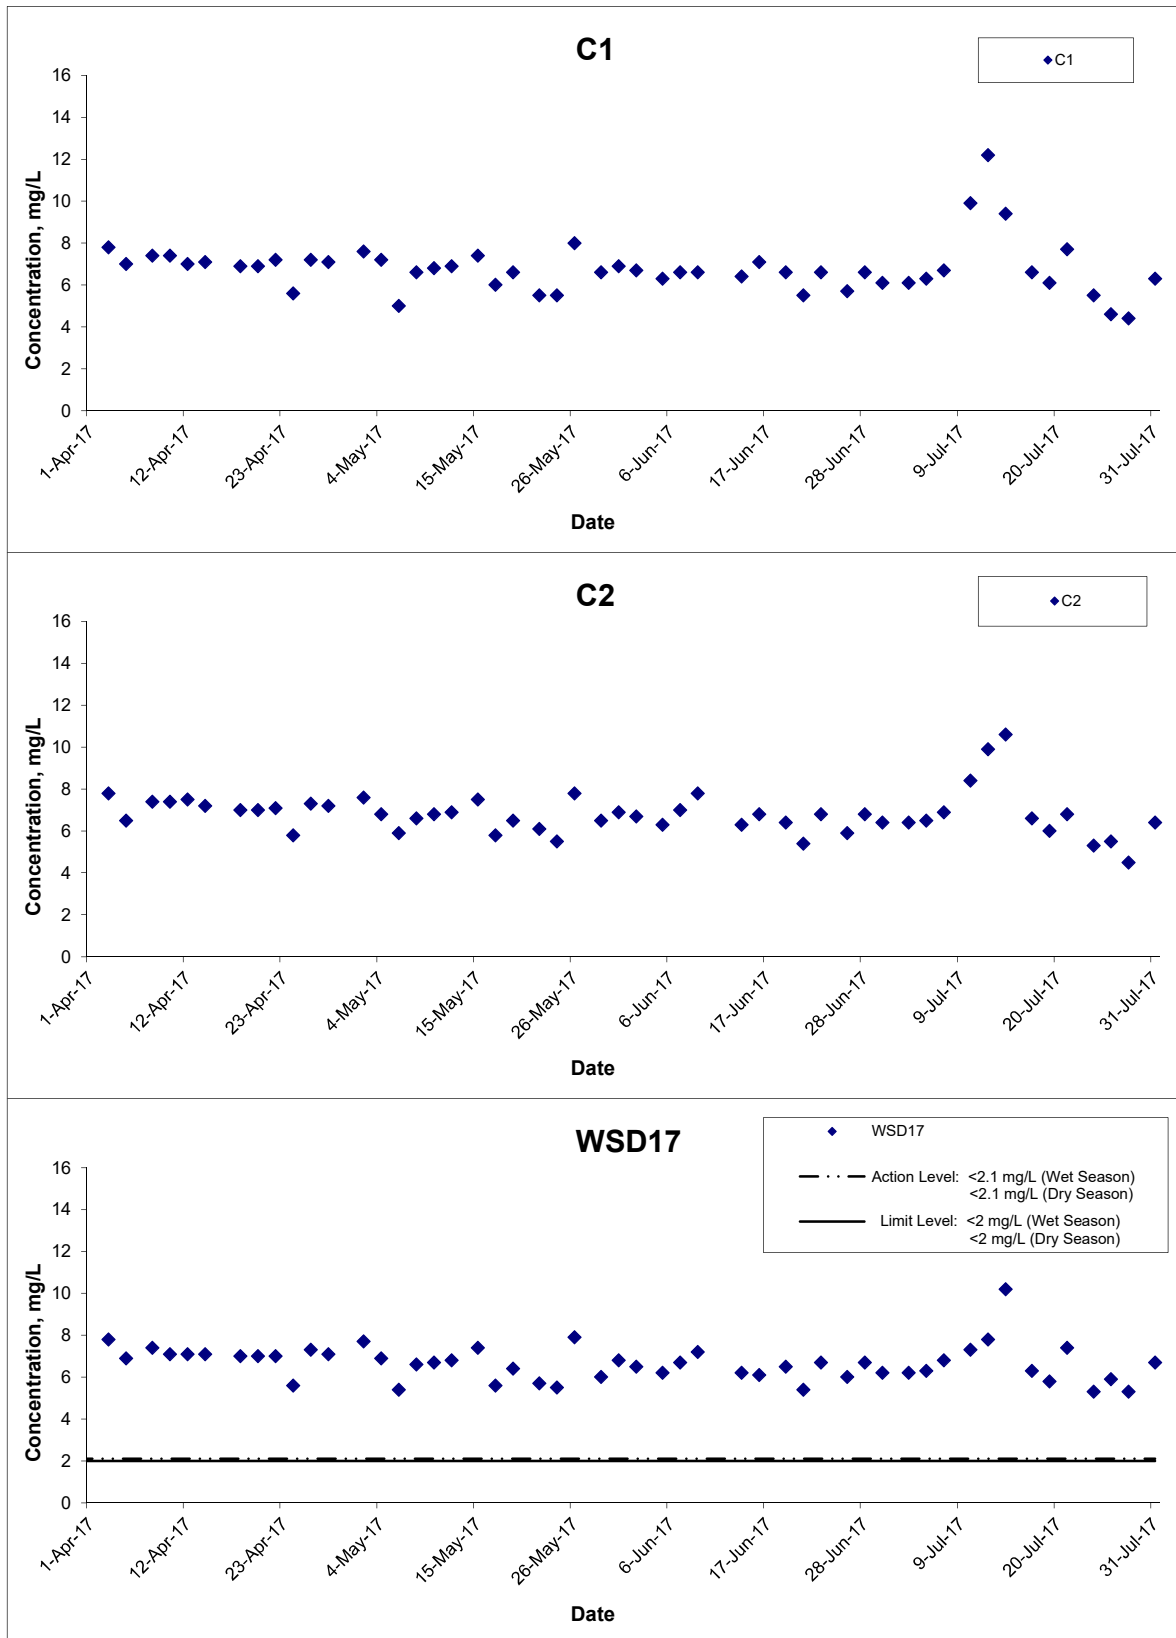 C1
C1
16
14
12
10
8
6
4
2
0
Concentration, mg/L
1-Apr-17
12-Apr-17
23-Apr-17
4-May-17
15-May-17
26-May-17
6-Jun-17
17-Jun-17
28-Jun-17
9-Jul-17
20-Jul-17
31-Jul-17
Date
C2
C2
16
14
12
10
8
6
4
2
0
Concentration, mg/L
1-Apr-17
12-Apr-17
23-Apr-17
4-May-17
15-May-17
26-May-17
6-Jun-17
17-Jun-17
28-Jun-17
9-Jul-17
20-Jul-17
31-Jul-17
Date
WSD17
WSD17
Action Level: <2.1 mg/L (Wet Season)
<2.1 mg/L (Dry Season)
Limit Level: <2 mg/L (Wet Season)
<2 mg/L (Dry Season)
16
14
12
10
8
6
4
2
0
Concentration, mg/L
1-Apr-17
12-Apr-17
23-Apr-17
4-May-17
15-May-17
26-May-17
6-Jun-17
17-Jun-17
28-Jun-17
9-Jul-17
20-Jul-17
31-Jul-17
Date